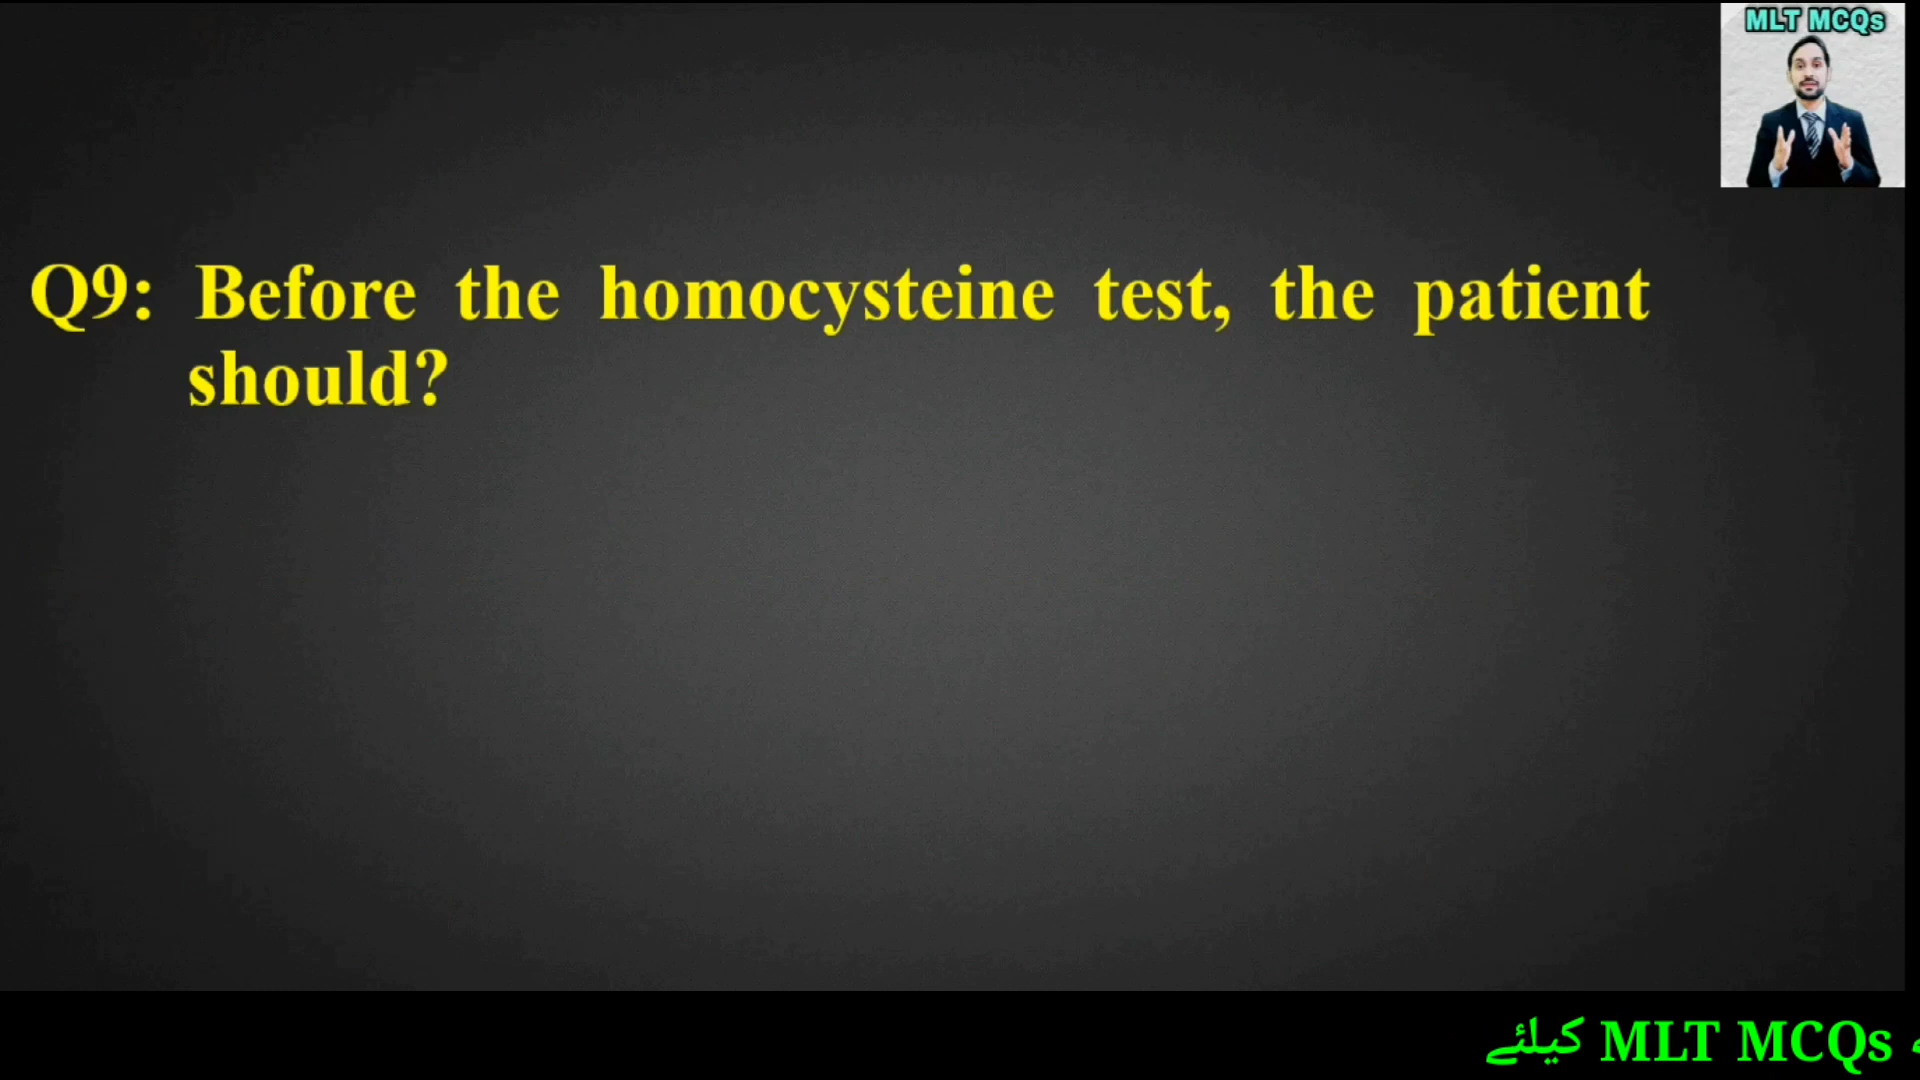 MLT MCQs
Q9: Before the homocysteine test, the patient
should?
MLT MCQs کیلئے